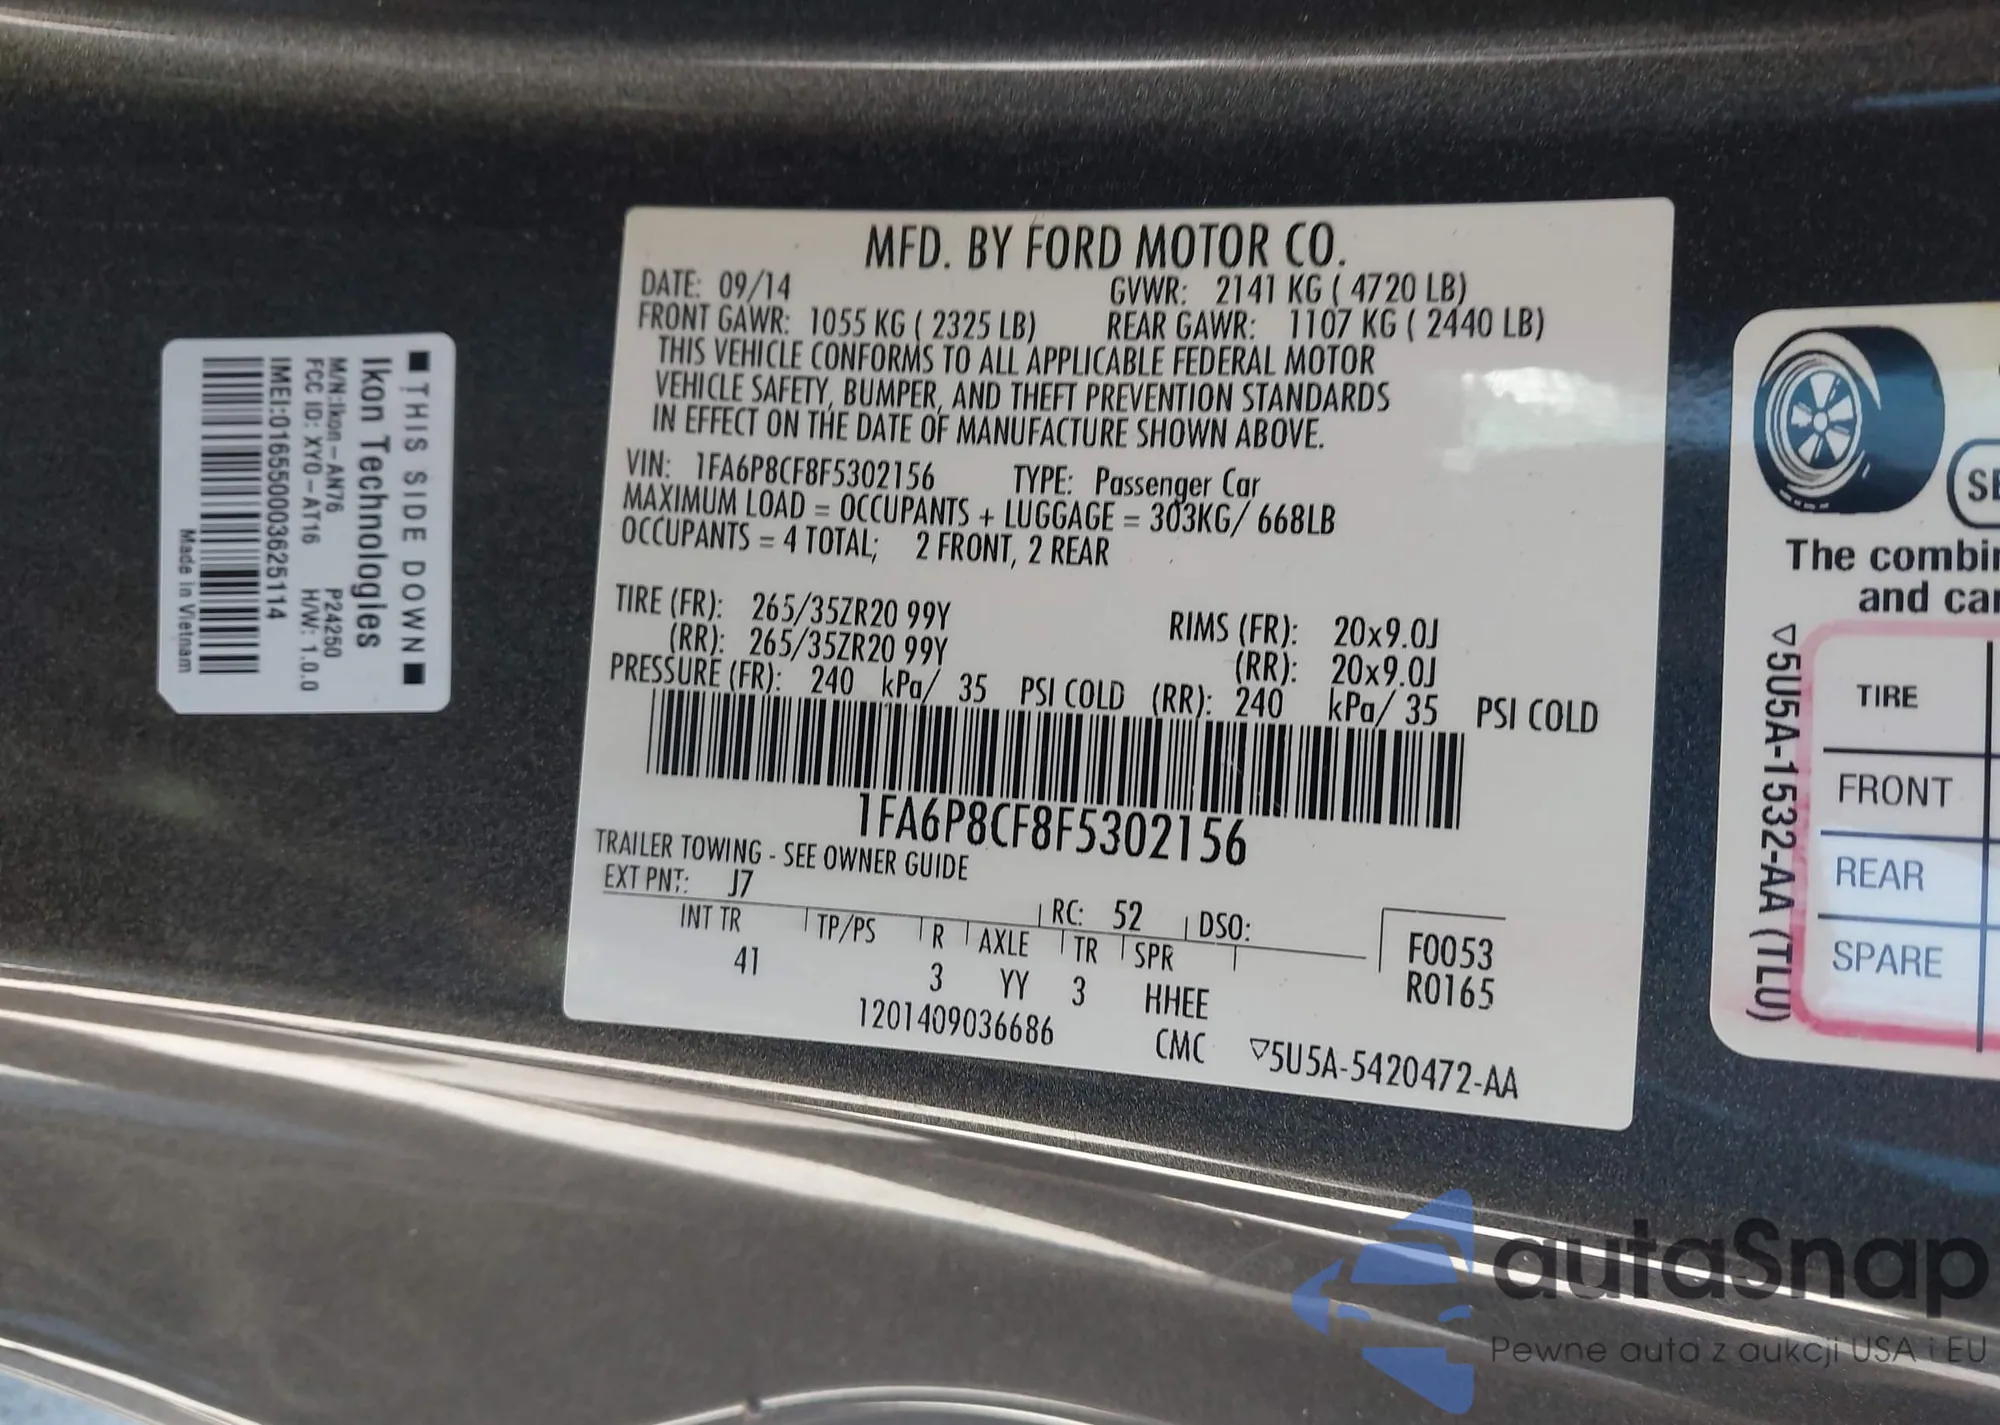 ■ THIS SIDE DOWN ■
Ikon Technologies
M/N:Ikon-AN76 P24250
FCC ID: XYO-AT16 H/W: 1.0.0
IMEI:016550003625114
Made in Vietnam
MFD. BY FORD MOTOR CO.
DATE: 09/14 GVWR: 2141 KG ( 4720 LB)
FRONT GAWR: 1055 KG ( 2325 LB) REAR GAWR: 1107 KG ( 2440 LB)
THIS VEHICLE CONFORMS TO ALL APPLICABLE FEDERAL MOTOR
VEHICLE SAFETY, BUMPER, AND THEFT PREVENTION STANDARDS
IN EFFECT ON THE DATE OF MANUFACTURE SHOWN ABOVE.
VIN: 1FA6P8CF8F5302156 TYPE: Passenger Car
MAXIMUM LOAD = OCCUPANTS + LUGGAGE = 303KG/ 668LB
OCCUPANTS = 4 TOTAL; 2 FRONT, 2 REAR
TIRE (FR): 265/35ZR20 99Y RIMS (FR): 20x9.0J
(RR): 265/35ZR20 99Y (RR): 20x9.0J
PRESSURE (FR): 240 kPa/ 35 PSI COLD (RR): 240 kPa/ 35 PSI COLD
1FA6P8CF8F5302156
TRAILER TOWING - SEE OWNER GUIDE
EXT PNT: J7 RC: 52 DSO:
INT TR TP/PS R AXLE TR SPR F0053
41 3 YY 3 HHEE R0165
1201409036686 CMC ▽5U5A-5420472-AA
SE
The combin
and car
▽5U5A-1532-AA (TLU)
TIRE
FRONT
REAR
SPARE
autaSnap
Pewne auta z aukcji USA i EU